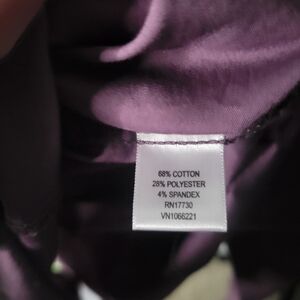 68% COTTON
28% POLYESTER
4% SPANDEX
RN17730
VN1066221